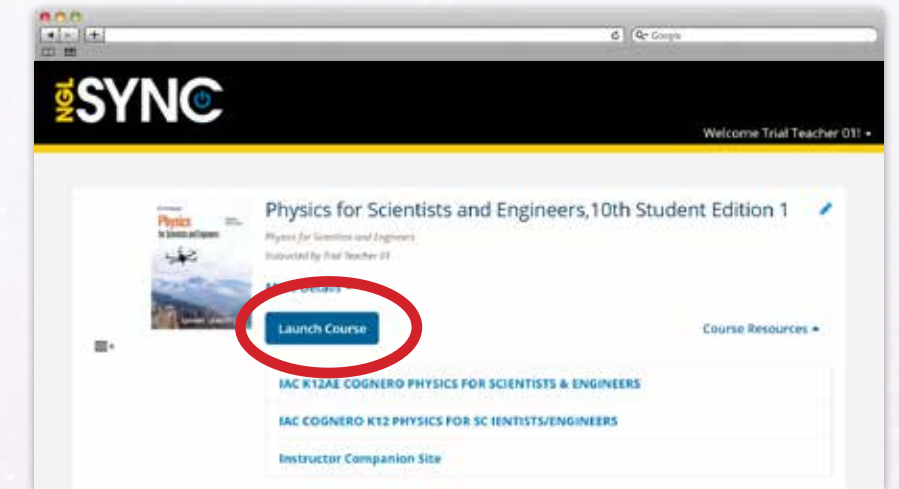 Google
NGL SYNC
Welcome Trial Teacher 01!
Physics for Scientists and Engineers,10th Student Edition 1
Physics
for Scientists and Engineers
Physics for Scientists and Engineers
Instructed by Trial Teacher 01
More Details
Launch Course
Course Resources
IAC K12AE COGNERO PHYSICS FOR SCIENTISTS & ENGINEERS
IAC COGNERO K12 PHYSICS FOR SC IENTISTS/ENGINEERS
Instructor Companion Site